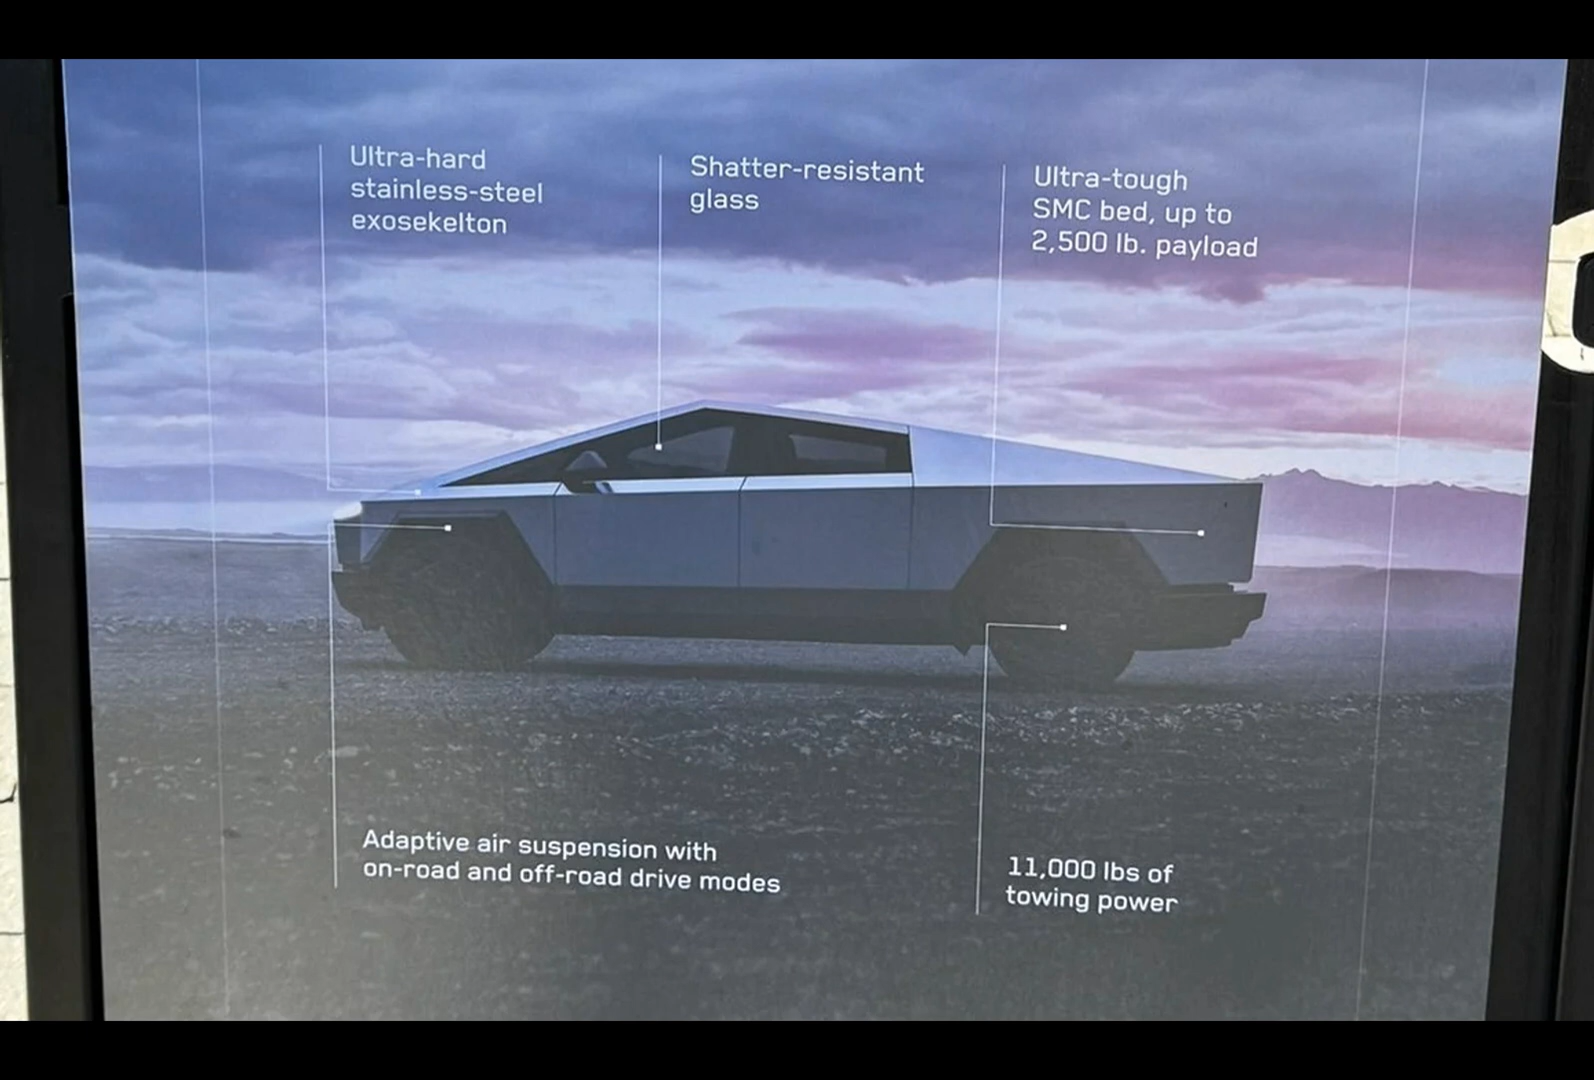 Ultra-hard
stainless-steel
exosekelton
Shatter-resistant
glass
Ultra-tough
SMC bed, up to
2,500 lb. payload
Adaptive air suspension with
on-road and off-road drive modes
11,000 lbs of
towing power